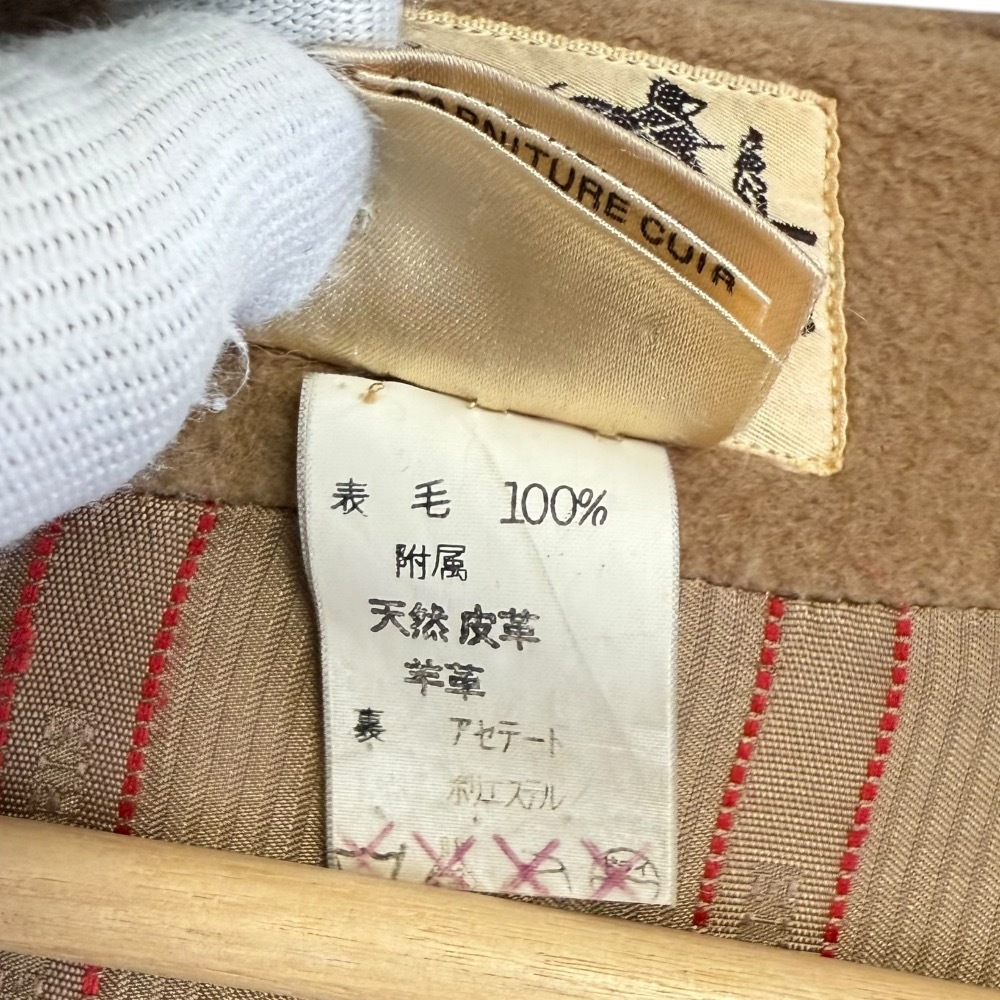 GARNITURE CUIR
表 毛 100%
附属
天然皮革
羊革
裏 アセテート
ポリエステル